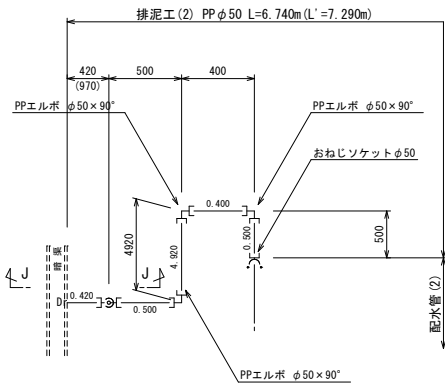 排泥工(2) PPφ50 L=6.740m(L'=7.290m)
420
(970)
500
400
PPエルボ φ50×90°
PPエルボ φ50×90°
おねじソケットφ50
0.400
4920
4.920
0.500
500
暗渠
J
J
Dr
0.420
0.500
配水管(2)
PPエルボ φ50×90°